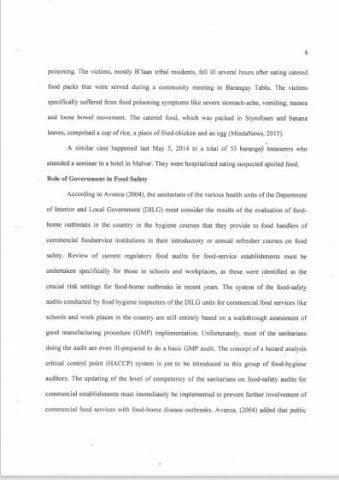 6
poisoning. The victims, mostly B'laan tribal residents, fell ill several hours after eating catered
food packs that were served during a community meeting in Barangay Tablu. The victims
specifically suffered from food poisoning symptoms like severe stomach-ache, vomiting, nausea
and loose bowel movement. The catered food, which was packed in Styrofoam and banana
leaves, comprised a cup of rice, a piece of fried chicken and an egg (MindaNews, 2015).
A similar case happened last May 5, 2014 to a total of 53 barangay treasurers who
attended a seminar in a hotel in Malvar. They were hospitalized eating suspected spoiled food.
Role of Government in Food Safety
According to Avanza (2004), the sanitarians of the various health units of the Department
of Interior and Local Government (DILG) must consider the results of the evaluation of food-
borne outbreaks in the country in the hygiene courses that they provide to food handlers of
commercial foodservice institutions in their introductory or annual refresher courses on food
safety. Review of current regulatory food audits for food-service establishments must be
undertaken specifically for those in schools and workplaces, as these were identified as the
crucial risk settings for food-borne outbreaks in recent years. The system of the food-safety
audits conducted by food hygiene inspectors of the DILG units for commercial food services like
schools and work places in the country are still entirely based on a walkthrough assessment of
good manufacturing procedure (GMP) implementation. Unfortunately, most of the sanitarians
doing the audit are even ill-prepared to do a basic GMP audit. The concept of a hazard analysis
critical control point (HACCP) system is yet to be introduced to this group of food-hygiene
auditors. The updating of the level of competency of the sanitarians on food-safety audits for
commercial establishments must immediately be implemented to prevent further involvement of
commercial food services with food-borne disease outbreaks. Avanza, (2004) added that public